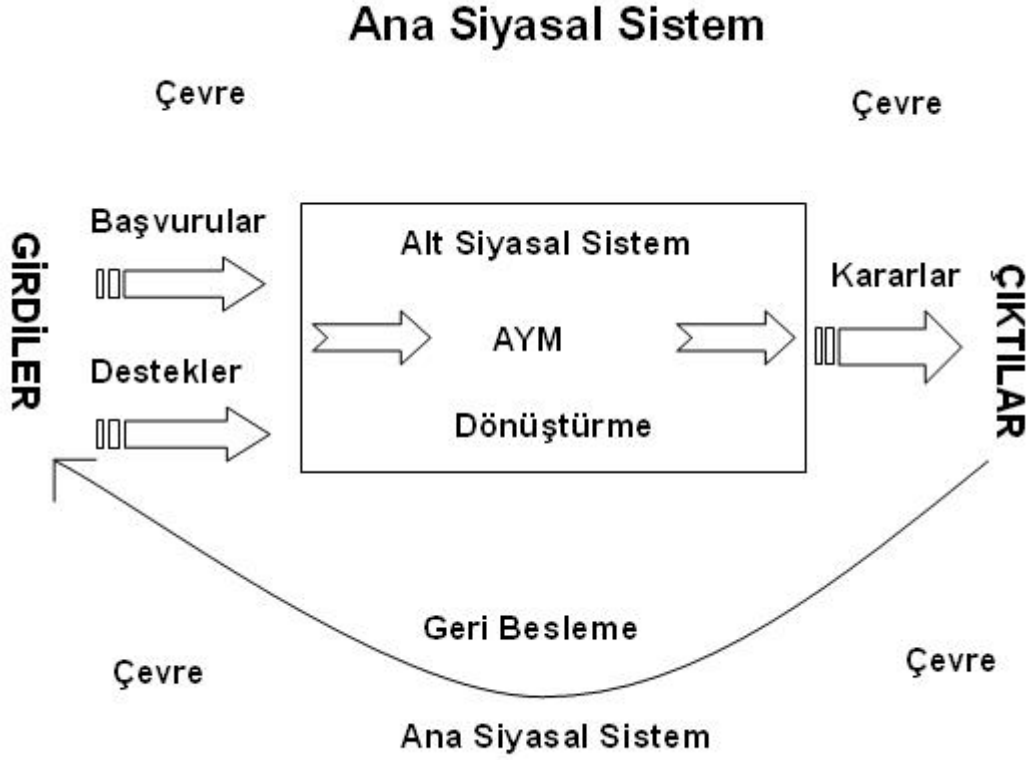 Ana Siyasal Sistem
Çevre
Çevre
GİRDİLER
Başvurular
Destekler
Alt Siyasal Sistem
AYM
Dönüştürme
Kararlar
ÇIKTILAR
Geri Besleme
Çevre
Çevre
Ana Siyasal Sistem